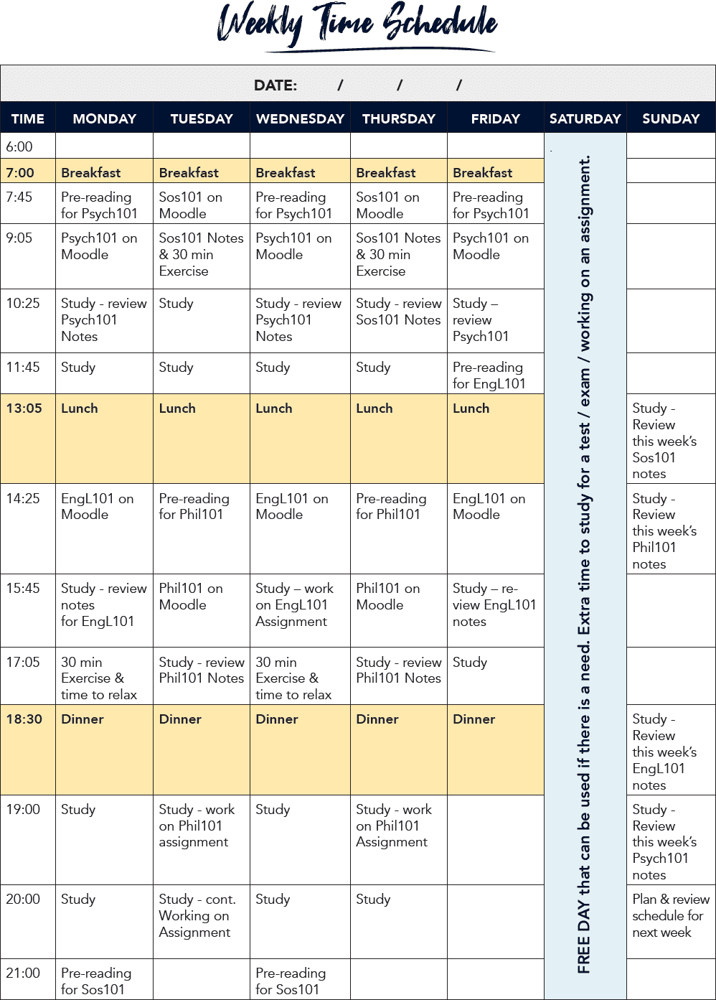 Weekly Time Schedule
DATE: / / /
TIME MONDAY TUESDAY WEDNESDAY THURSDAY FRIDAY SATURDAY SUNDAY
6:00
7:00 Breakfast Breakfast Breakfast Breakfast Breakfast
7:45 Pre-reading Sos101 on Pre-reading Sos101 on Pre-reading
for Psych101 Moodle for Psych101 Moodle for Psych101
9:05 Psych101 on Sos101 Notes Psych101 on Sos101 Notes Psych101 on
Moodle & 30 min Moodle & 30 min Moodle
Exercise Exercise
10:25 Study - review Study Study - review Study - review Study –
Psych101 Psych101 Sos101 Notes review
Notes Notes Psych101
11:45 Study Study Study Study Pre-reading
for EngL101
13:05 Lunch Lunch Lunch Lunch Lunch Study -
Review
this week’s
Sos101
notes
14:25 EngL101 on Pre-reading EngL101 on Pre-reading EngL101 on Study -
Moodle for Phil101 Moodle for Phil101 Moodle Review
this week’s
Phil101
notes
15:45 Study - review Phil101 on Study – work Phil101 on Study – re-
notes Moodle on EngL101 Moodle view EngL101
for EngL101 Assignment notes
17:05 30 min Study - review 30 min Study - review Study
Exercise & Phil101 Notes Exercise & Phil101 Notes
time to relax time to relax
18:30 Dinner Dinner Dinner Dinner Dinner Study -
Review
this week’s
EngL101
notes
19:00 Study Study - work Study Study - work Study -
on Phil101 on Phil101 Review
assignment Assignment this week’s
Psych101
notes
20:00 Study Study - cont. Study Study Plan & review
Working on schedule for
Assignment next week
21:00 Pre-reading Pre-reading
for Sos101 for Sos101
FREE DAY that can be used if there is a need. Extra time to study for a test / exam / working on an assignment.